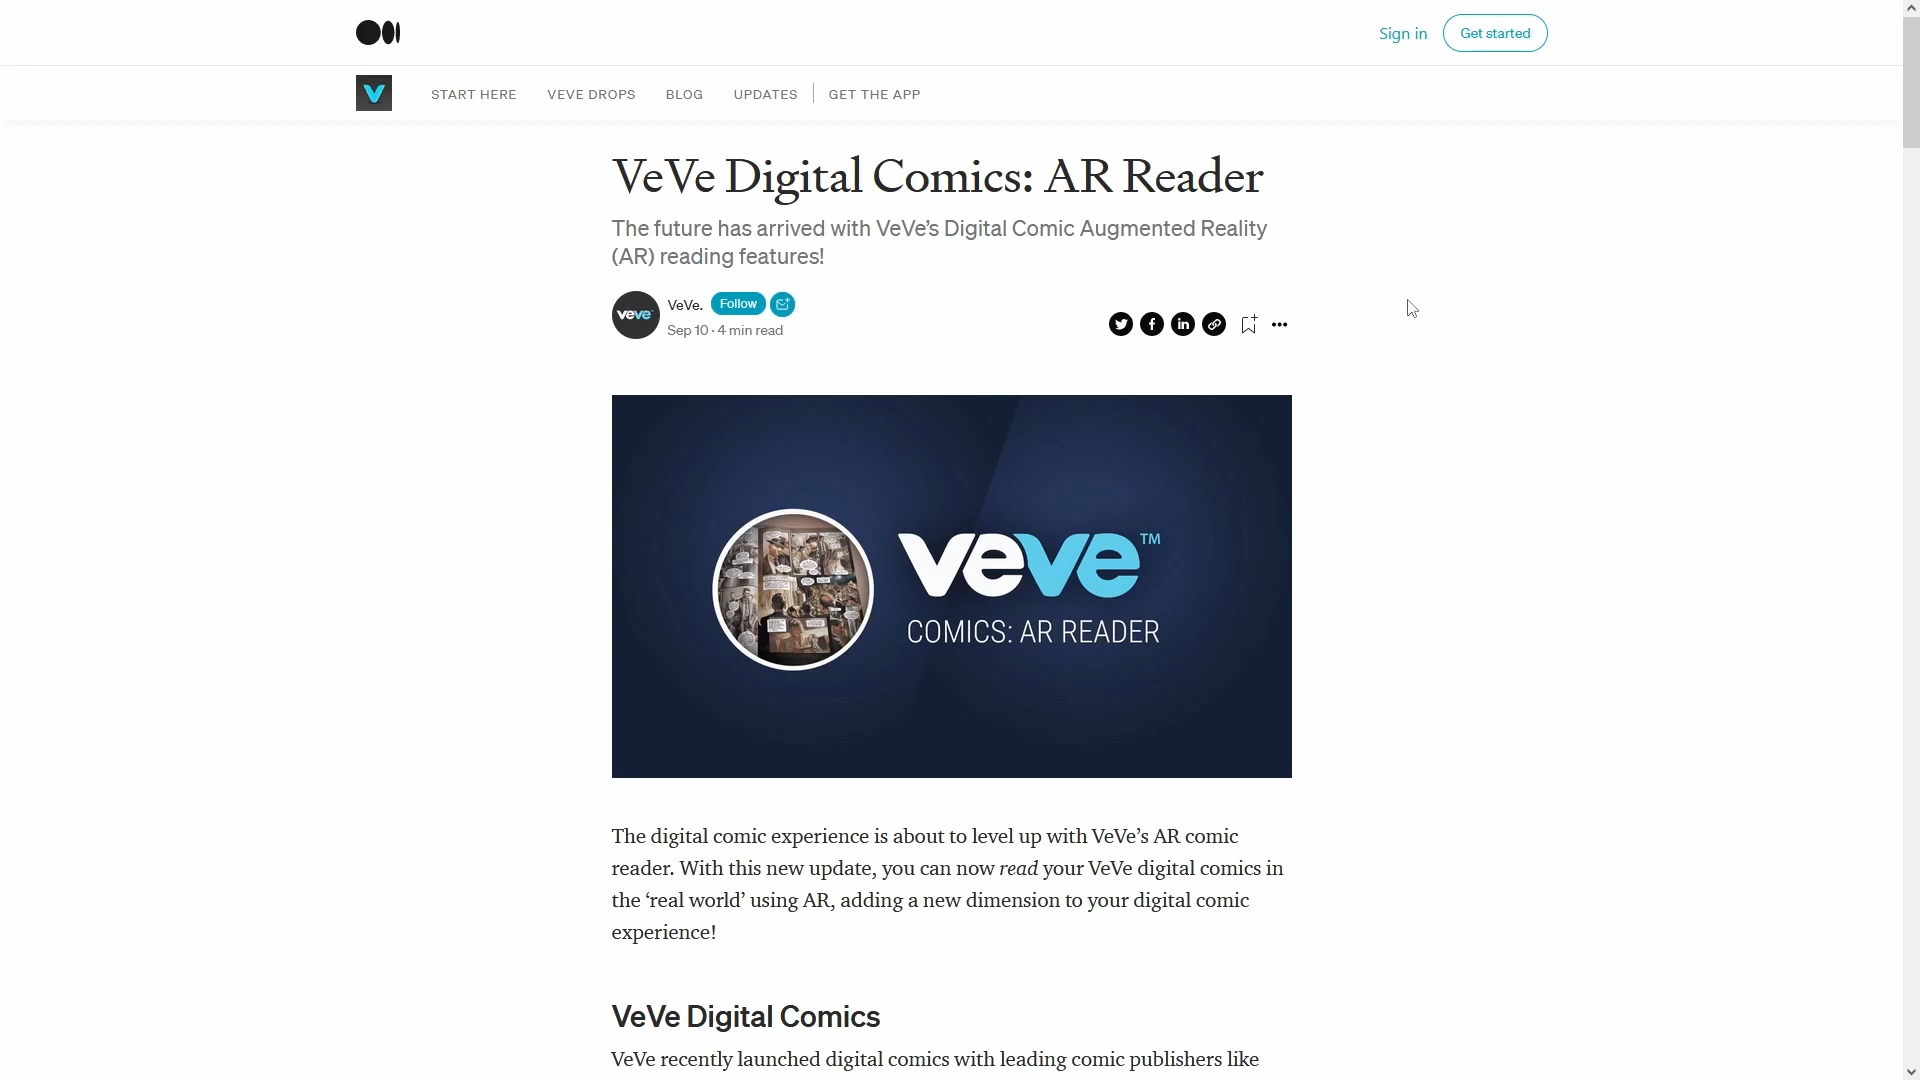 Sign in
Get started
START HERE
VEVE DROPS
BLOG
UPDATES
GET THE APP
VeVe Digital Comics: AR Reader
The future has arrived with VeVe’s Digital Comic Augmented Reality
(AR) reading features!
VeVe.
Follow
Sep 10 · 4 min read
veve™
COMICS: AR READER
The digital comic experience is about to level up with VeVe’s AR comic
reader. With this new update, you can now read your VeVe digital comics in
the ‘real world’ using AR, adding a new dimension to your digital comic
experience!
VeVe Digital Comics
VeVe recently launched digital comics with leading comic publishers like